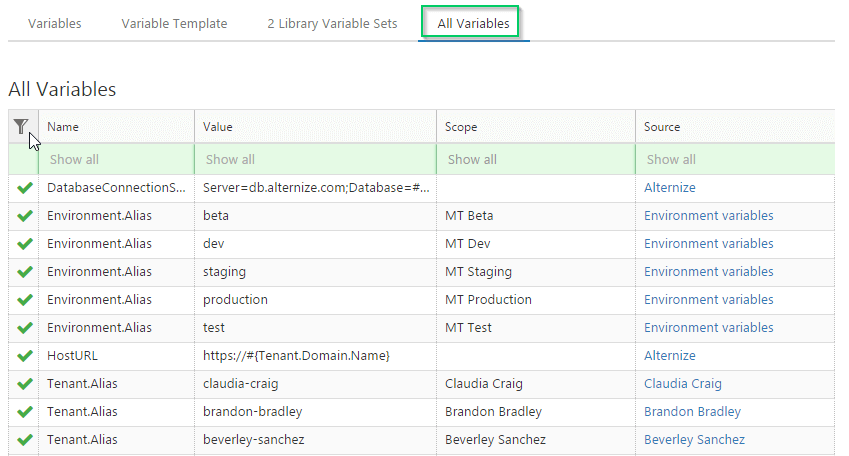 Variables Variable Template 2 Library Variable Sets All Variables
All Variables
Name Value Scope Source
Show all Show all Show all Show all
DatabaseConnectionS... Server=db.alternize.com;Database=#... Alternize
Environment.Alias beta MT Beta Environment variables
Environment.Alias dev MT Dev Environment variables
Environment.Alias staging MT Staging Environment variables
Environment.Alias production MT Production Environment variables
Environment.Alias test MT Test Environment variables
HostURL https://#{Tenant.Domain.Name} Alternize
Tenant.Alias claudia-craig Claudia Craig Claudia Craig
Tenant.Alias brandon-bradley Brandon Bradley Brandon Bradley
Tenant.Alias beverley-sanchez Beverley Sanchez Beverley Sanchez